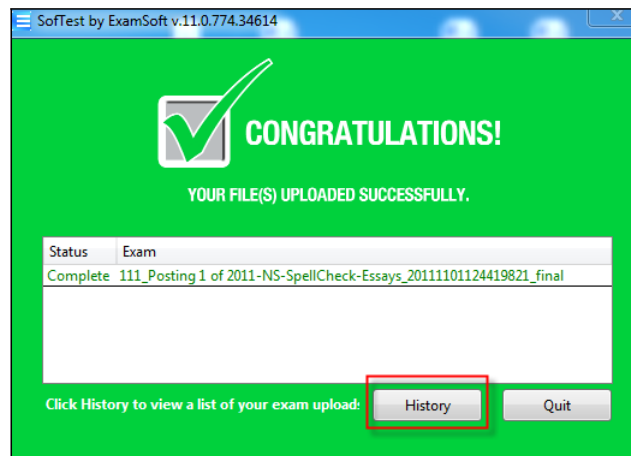 SofTest by ExamSoft v.11.0.774.34614
CONGRATULATIONS!
YOUR FILE(S) UPLOADED SUCCESSFULLY.
Status Exam
Complete 111_Posting 1 of 2011-NS-SpellCheck-Essays_20111101124419821_final
Click History to view a list of your exam upload: History Quit